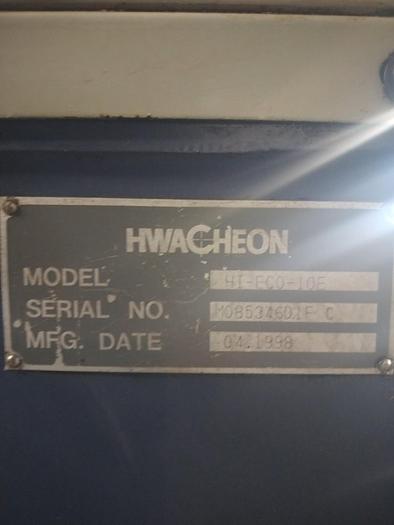 HWACHEON
MODEL HI-ECO-10E
SERIAL NO. M08534601F C
MFG. DATE 04.1998